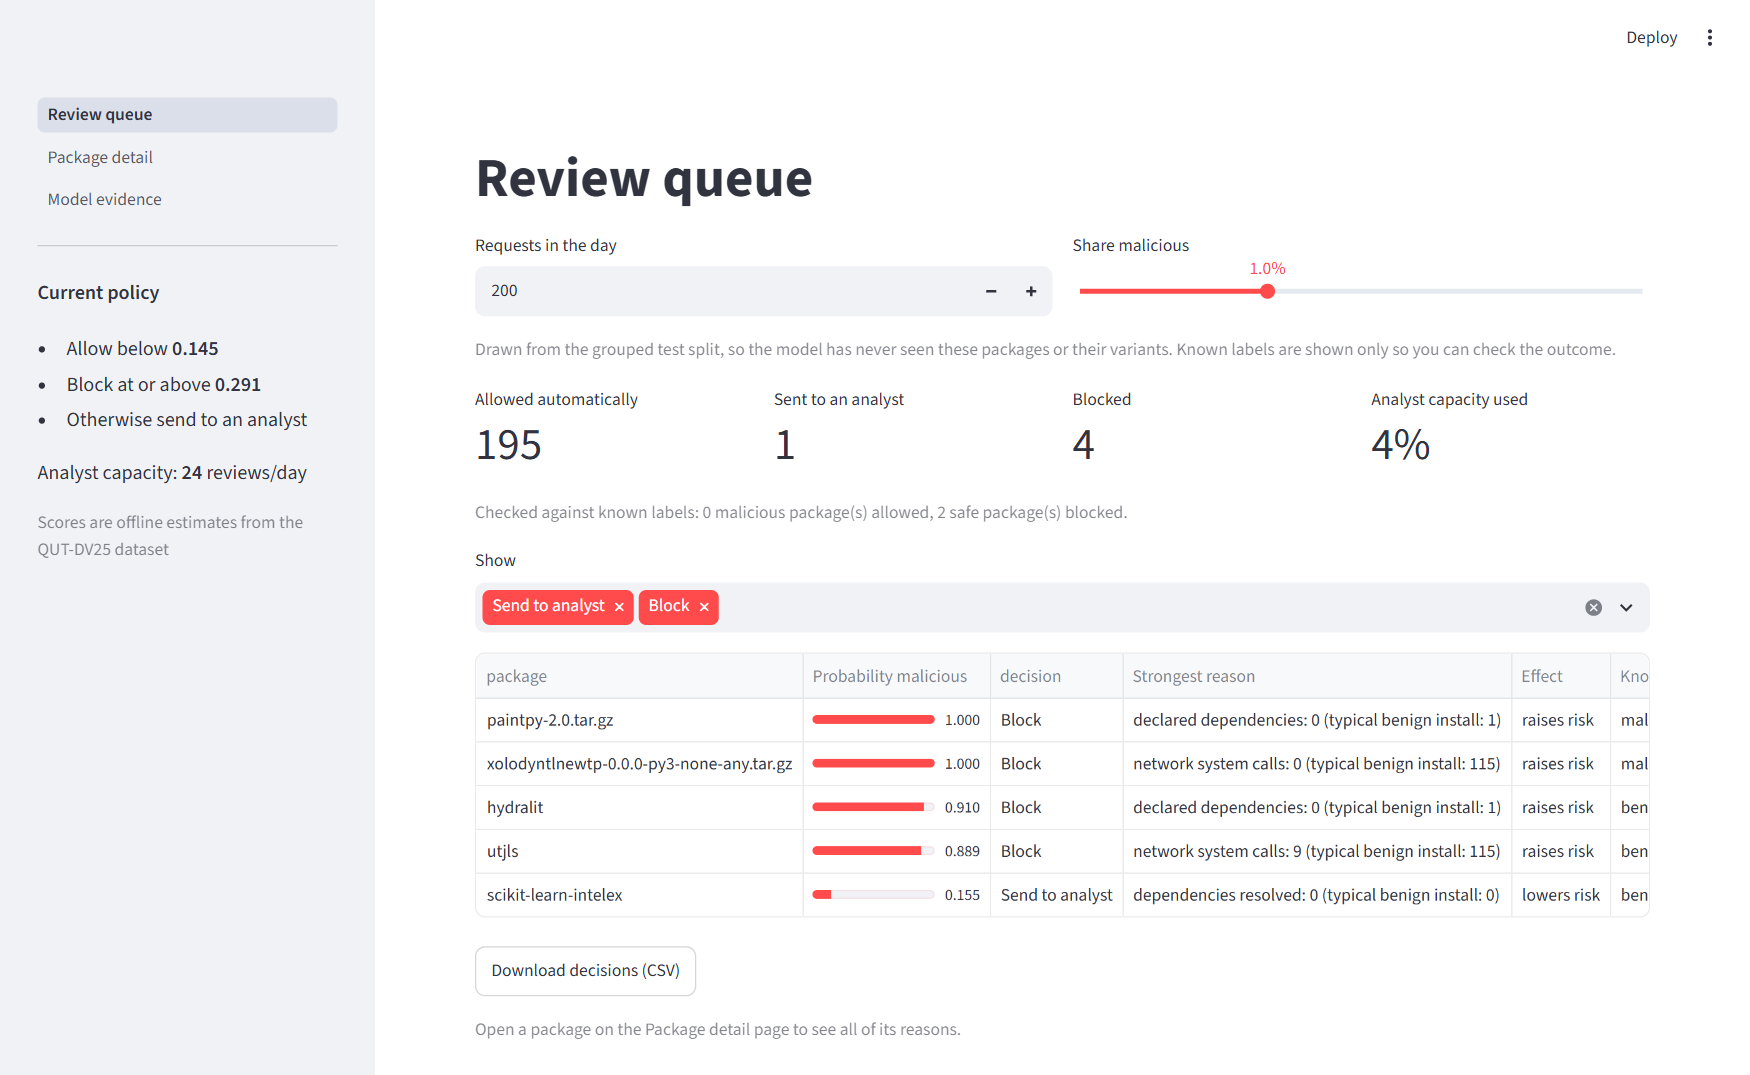 Deploy
Review queue
Package detail
Model evidence
Current policy
Allow below 0.145
Block at or above 0.291
Otherwise send to an analyst
Analyst capacity: 24 reviews/day
Scores are offline estimates from the
QUT-DV25 dataset
Review queue
Requests in the day
Share malicious
1.0%
200
Drawn from the grouped test split, so the model has never seen these packages or their variants. Known labels are shown only so you can check the outcome.
Allowed automatically Sent to an analyst Blocked Analyst capacity used
195 1 4 4%
Checked against known labels: 0 malicious package(s) allowed, 2 safe package(s) blocked.
Show
Send to analyst Block
package Probability malicious decision Strongest reason Effect Kno
paintpy-2.0.tar.gz 1.000 Block declared dependencies: 0 (typical benign install: 1) raises risk mal
xolodyntlnewtp-0.0.0-py3-none-any.tar.gz 1.000 Block network system calls: 0 (typical benign install: 115) raises risk mal
hydralit 0.910 Block declared dependencies: 0 (typical benign install: 1) raises risk ben
utjls 0.889 Block network system calls: 9 (typical benign install: 115) raises risk ben
scikit-learn-intelex 0.155 Send to analyst dependencies resolved: 0 (typical benign install: 0) lowers risk ben
Download decisions (CSV)
Open a package on the Package detail page to see all of its reasons.